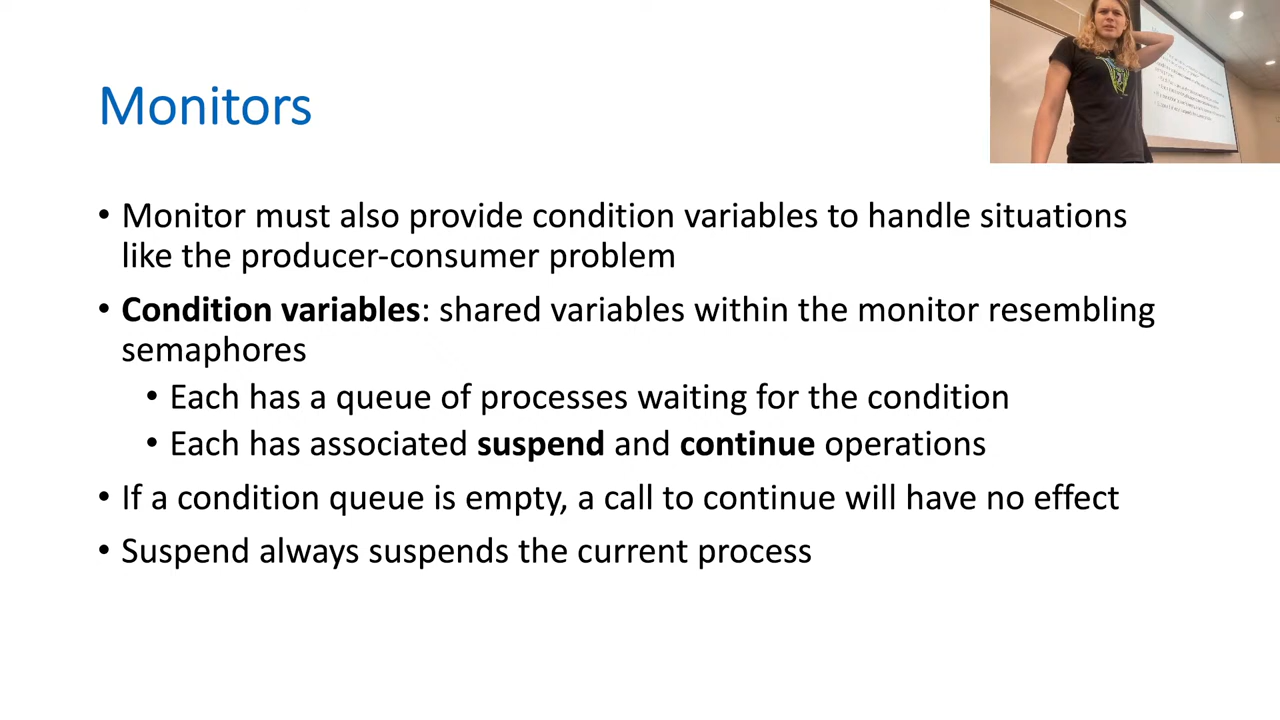 Monitors
• Monitor must also provide condition variables to handle situations
like the producer-consumer problem
• Condition variables: shared variables within the monitor resembling
semaphores
• Each has a queue of processes waiting for the condition
• Each has associated suspend and continue operations
• If a condition queue is empty, a call to continue will have no effect
• Suspend always suspends the current process